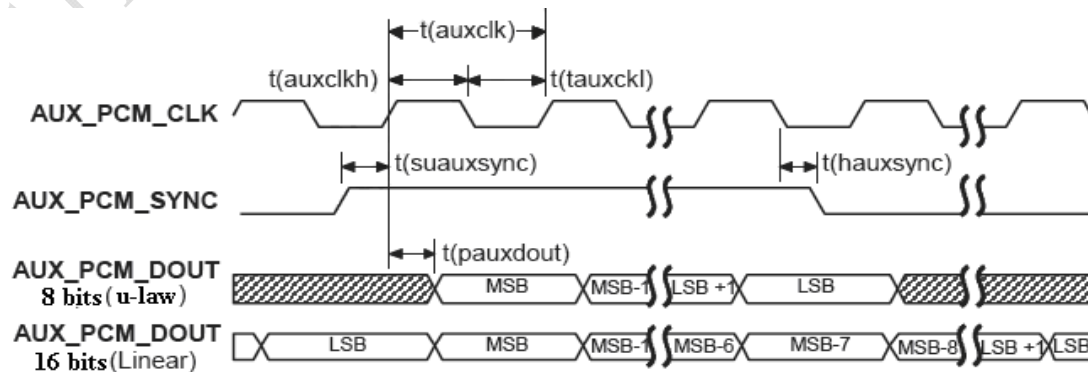 t(auxclk)
t(auxclkh)
t(tauxckl)
AUX_PCM_CLK
t(suauxsync)
t(hauxsync)
AUX_PCM_SYNC
t(pauxdout)
AUX_PCM_DOUT
8 bits(u-law)
MSB
MSB-1
LSB +1
LSB
AUX_PCM_DOUT
16 bits(Linear)
LSB
MSB
MSB-1
MSB-6
MSB-7
MSB-8
LSB +1
LSB